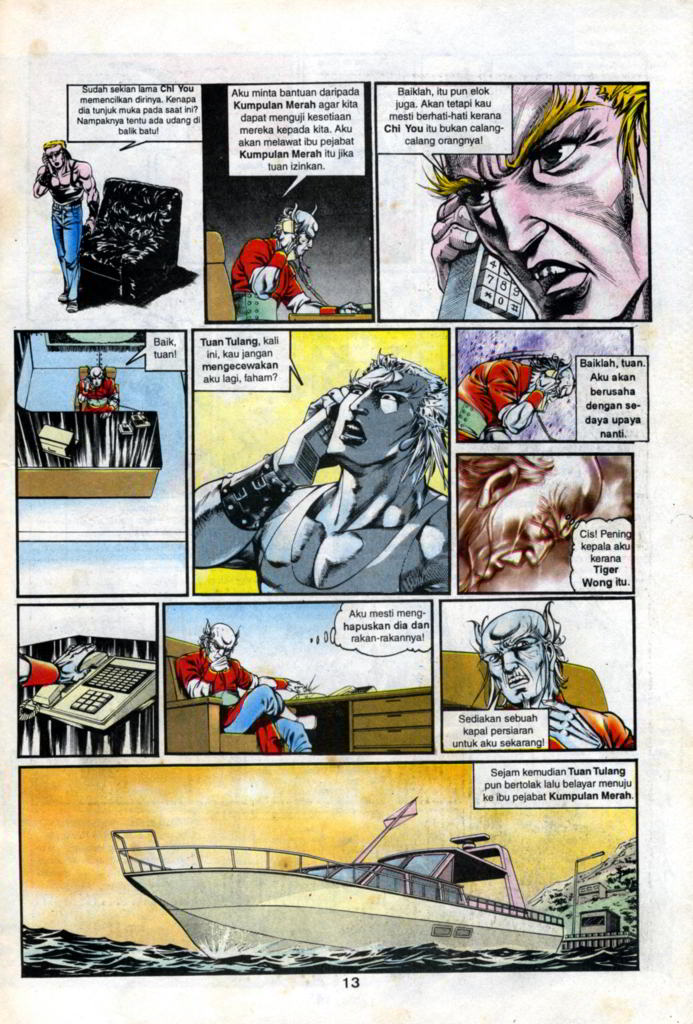 Sudah sekian lama Chi You
memencilkan dirinya. Kenapa
dia tunjuk muka pada saat ini?
Nampaknya tentu ada udang di
balik batu!
Aku minta bantuan daripada
Kumpulan Merah agar kita
dapat menguji kesetiaan
mereka kepada kita. Aku
akan melawat ibu pejabat
Kumpulan Merah itu jika
tuan izinkan.
Baiklah, itu pun elok
juga. Akan tetapi kau
mesti berhati-hati kerana
Chi You itu bukan calang-
calang orangnya!
Baik,
tuan!
Tuan Tulang, kali
ini, kau jangan
mengecewakan
aku lagi, faham?
Baiklah, tuan.
Aku akan
berusaha
dengan se-
daya upaya
nanti.
Cis! Pening
kepala aku
kerana
Tiger
Wong itu.
Aku mesti meng-
hapuskan dia dan
rakan-rakannya!
Sediakan sebuah
kapal persiaran
untuk aku sekarang!
Sejam kemudian Tuan Tulang
pun bertolak lalu belayar menuju
ke ibu pejabat Kumpulan Merah.
13